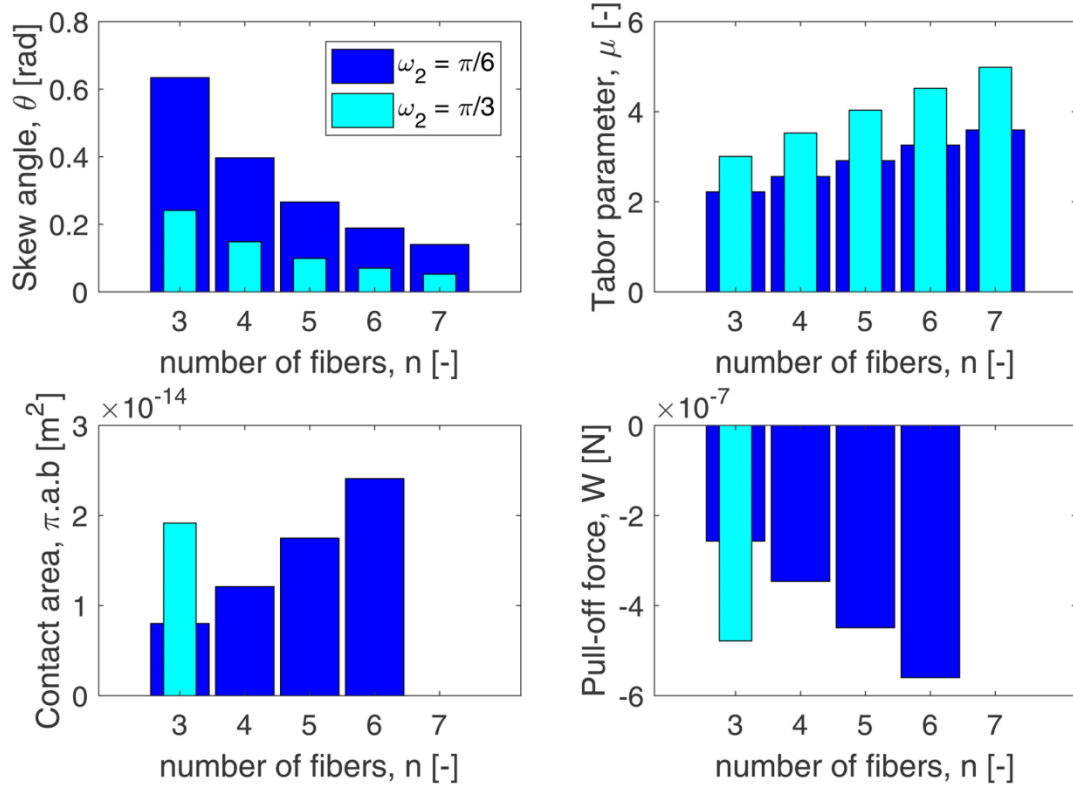 0.8
0.6
0.4
0.2
0
Skew angle, θ [rad]
ω₂ = π/6
ω₂ = π/3
3 4 5 6 7
number of fibers, n [-]
6
4
2
0
Tabor parameter, μ [-]
3 4 5 6 7
number of fibers, n [-]
×10⁻¹⁴
3
2
1
0
Contact area, π.a.b [m²]
3 4 5 6 7
number of fibers, n [-]
×10⁻⁷
0
-2
-4
-6
Pull-off force, W [N]
3 4 5 6 7
number of fibers, n [-]